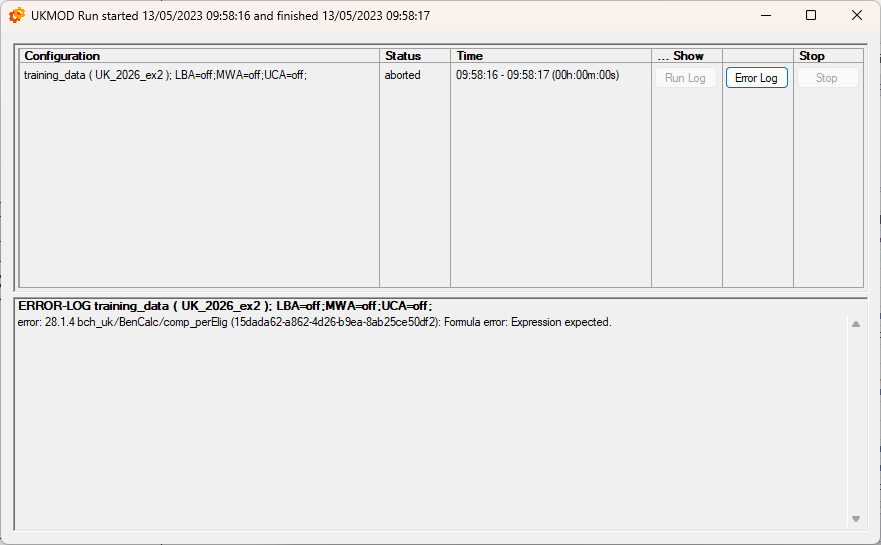 UKMOD Run started 13/05/2023 09:58:16 and finished 13/05/2023 09:58:17
Configuration Status Time ... Show Stop
training_data ( UK_2026_ex2 ); LBA=off;MWA=off;UCA=off; aborted 09:58:16 - 09:58:17 (00h:00m:00s) Run Log Error Log Stop
ERROR-LOG training_data ( UK_2026_ex2 ); LBA=off;MWA=off;UCA=off;
error: 28.1.4 bch_uk/BenCalc/comp_perElig (15dada62-a862-4d26-b9ea-8ab25ce50df2): Formula error: Expression expected.